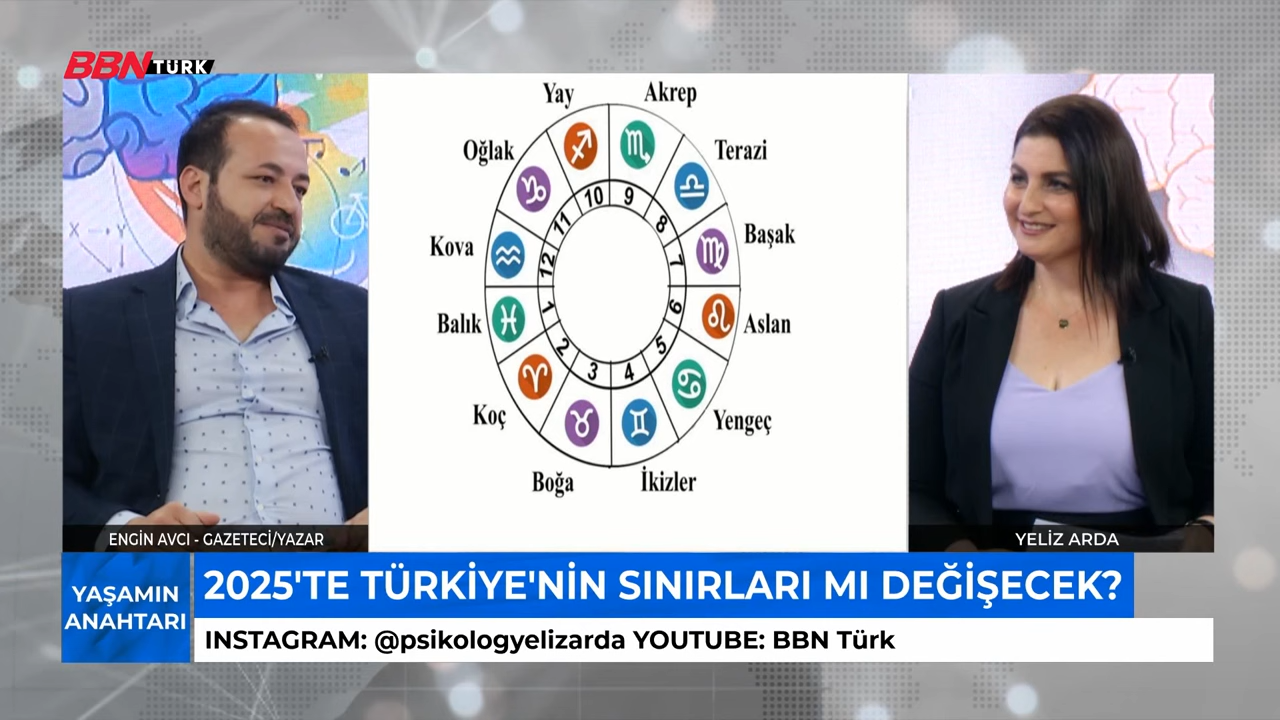 BBN TÜRK
Yay
Akrep
Oğlak
Terazi
Kova
Başak
Balık
Aslan
Koç
Yengeç
Boğa
İkizler
10
9
11
8
12
7
1
6
2
5
3
4
X → Y
ENGİN AVCI - GAZETECİ/YAZAR
YELİZ ARDA
YAŞAMIN
ANAHTARI
2025'TE TÜRKİYE'NİN SINIRLARI MI DEĞİŞECEK?
INSTAGRAM: @psikologyelizarda YOUTUBE: BBN Türk